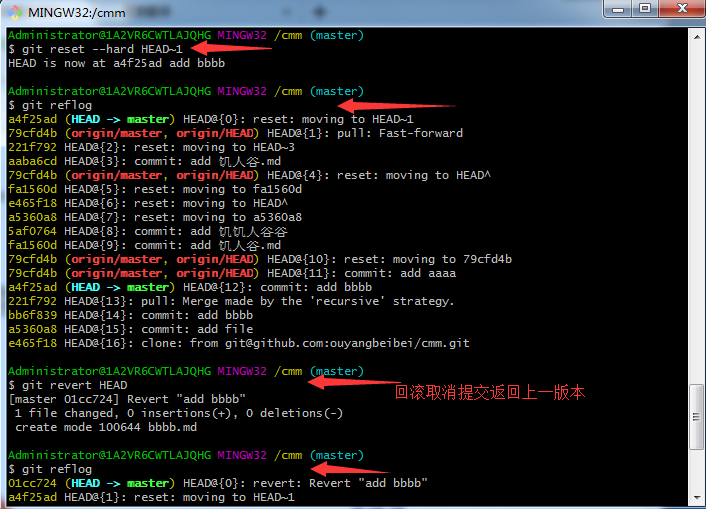 MINGW32:/cmm
Administrator@1A2VR6CWTLAJQHG MINGW32 /cmm (master)
$ git reset --hard HEAD~1
HEAD is now at a4f25ad add bbbb
Administrator@1A2VR6CWTLAJQHG MINGW32 /cmm (master)
$ git reflog
a4f25ad (HEAD -> master) HEAD@{0}: reset: moving to HEAD~1
79cfd4b (origin/master, origin/HEAD) HEAD@{1}: pull: Fast-forward
221f792 HEAD@{2}: reset: moving to HEAD~3
aaba6cd HEAD@{3}: commit: add 饥人谷.md
79cfd4b (origin/master, origin/HEAD) HEAD@{4}: reset: moving to HEAD^
fa1560d HEAD@{5}: reset: moving to fa1560d
e465f18 HEAD@{6}: reset: moving to HEAD^
a5360a8 HEAD@{7}: reset: moving to a5360a8
5af0764 HEAD@{8}: commit: add 饥饥人谷谷
fa1560d HEAD@{9}: commit: add 饥人谷.md
79cfd4b (origin/master, origin/HEAD) HEAD@{10}: reset: moving to 79cfd4b
79cfd4b (origin/master, origin/HEAD) HEAD@{11}: commit: add aaaa
a4f25ad (HEAD -> master) HEAD@{12}: commit: add bbbb
221f792 HEAD@{13}: pull: Merge made by the 'recursive' strategy.
bb6f839 HEAD@{14}: commit: add bbbb
a5360a8 HEAD@{15}: commit: add file
e465f18 HEAD@{16}: clone: from git@github.com:ouyangbeibei/cmm.git
Administrator@1A2VR6CWTLAJQHG MINGW32 /cmm (master)
$ git revert HEAD
回滚取消提交返回上一版本
[master 01cc724] Revert "add bbbb"
1 file changed, 0 insertions(+), 0 deletions(-)
create mode 100644 bbbb.md
Administrator@1A2VR6CWTLAJQHG MINGW32 /cmm (master)
$ git reflog
01cc724 (HEAD -> master) HEAD@{0}: revert: Revert "add bbbb"
a4f25ad HEAD@{1}: reset: moving to HEAD~1